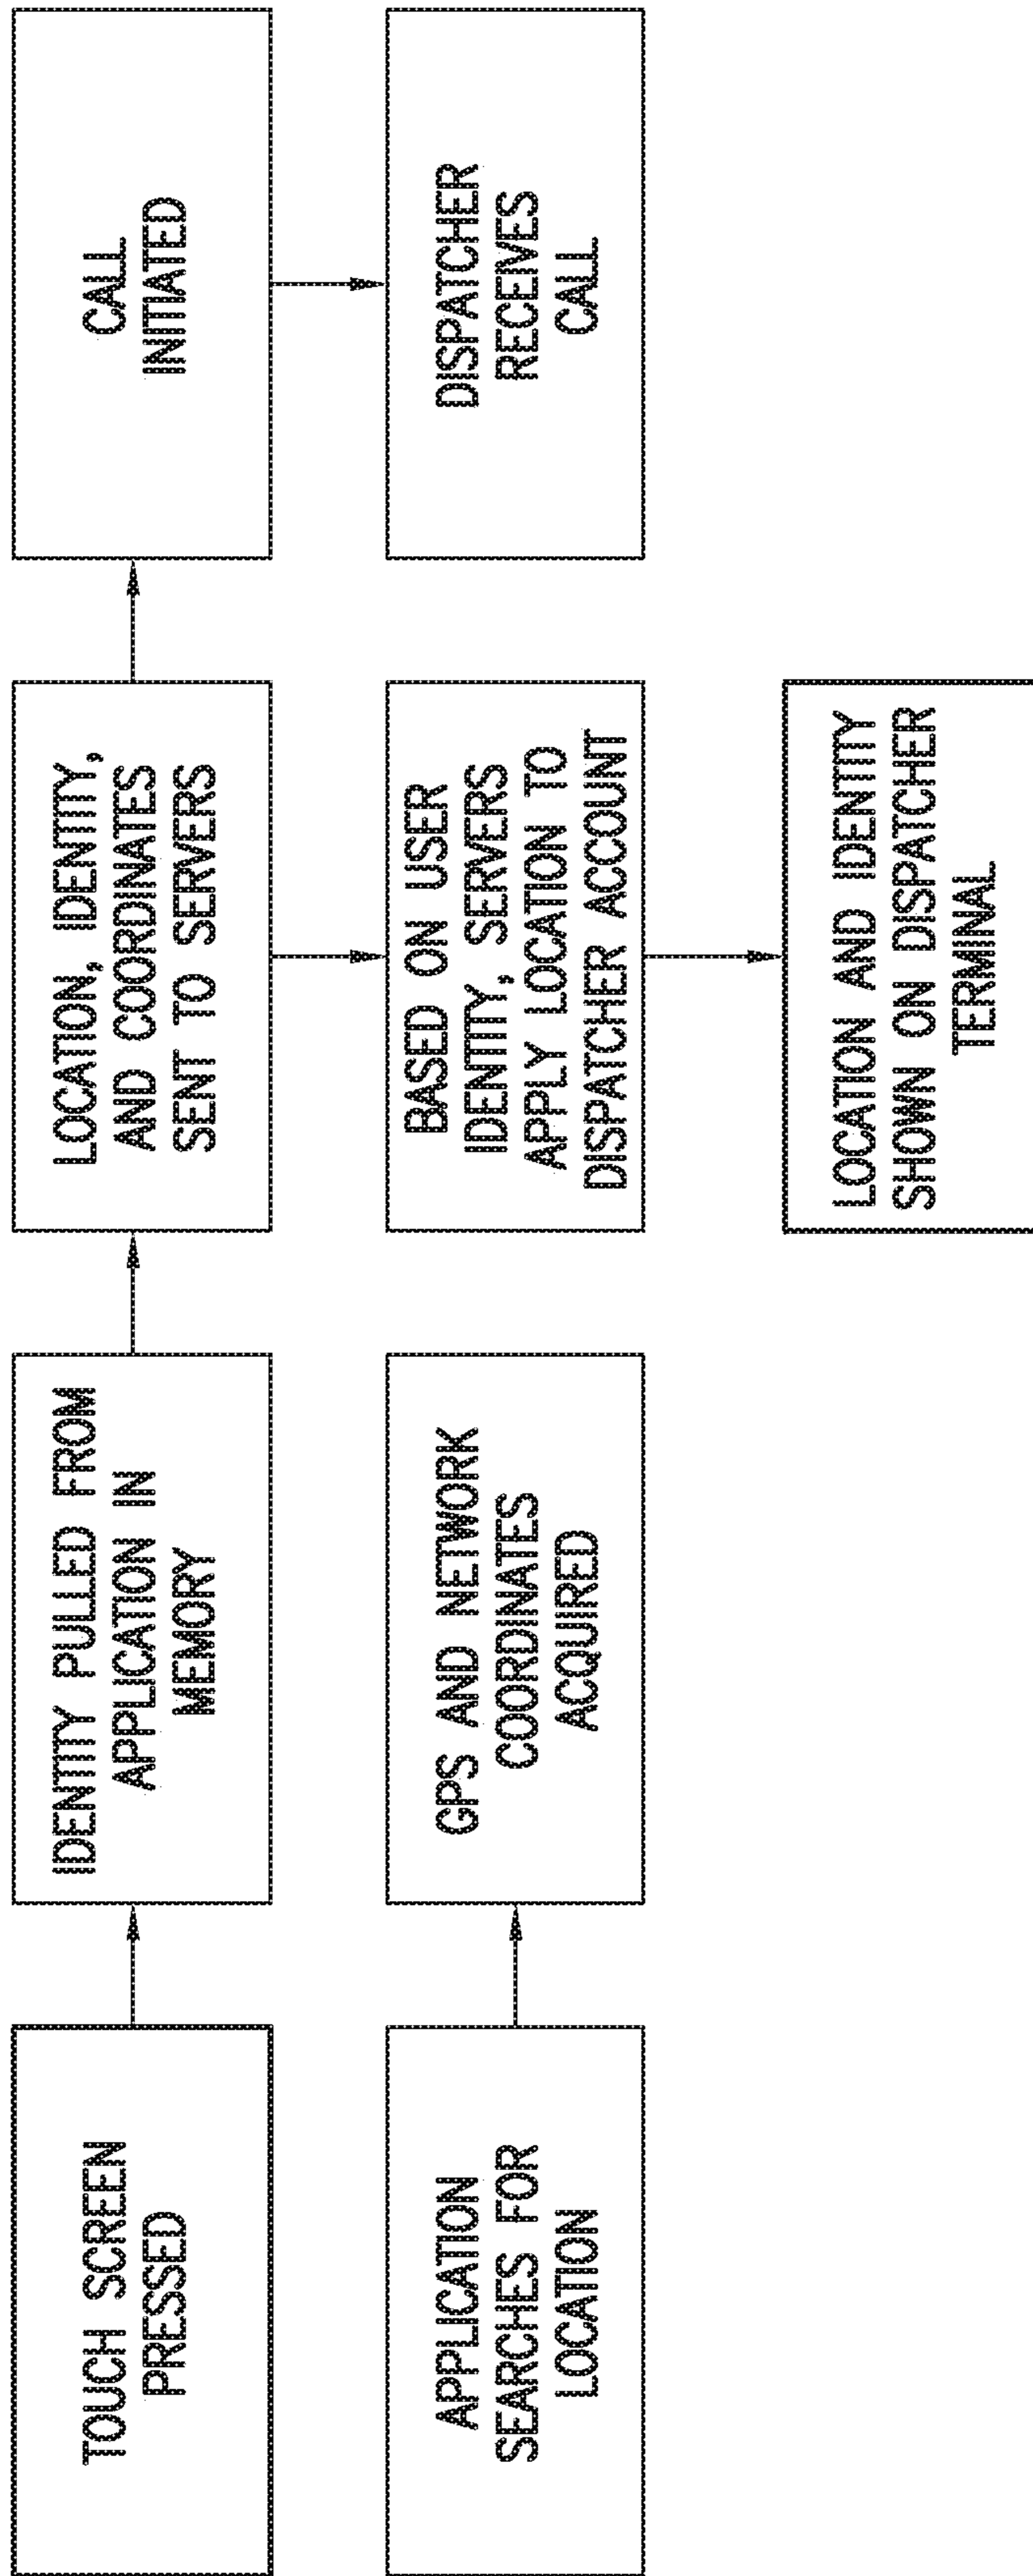 TOUCH SCREEN
PRESSED
IDENTITY PULLED FROM
APPLICATION IN
MEMORY
LOCATION, IDENTITY,
AND COORDINATES
SENT TO SERVERS
CALL
INITIATED
APPLICATION
SEARCHES FOR
LOCATION
GPS AND NETWORK
COORDINATES
ACQUIRED
BASED ON USER
IDENTITY, SERVERS
APPLY LOCATION TO
DISPATCHER ACCOUNT
DISPATCHER
RECEIVES
CALL
LOCATION AND IDENTITY
SHOWN ON DISPATCHER
TERMINAL